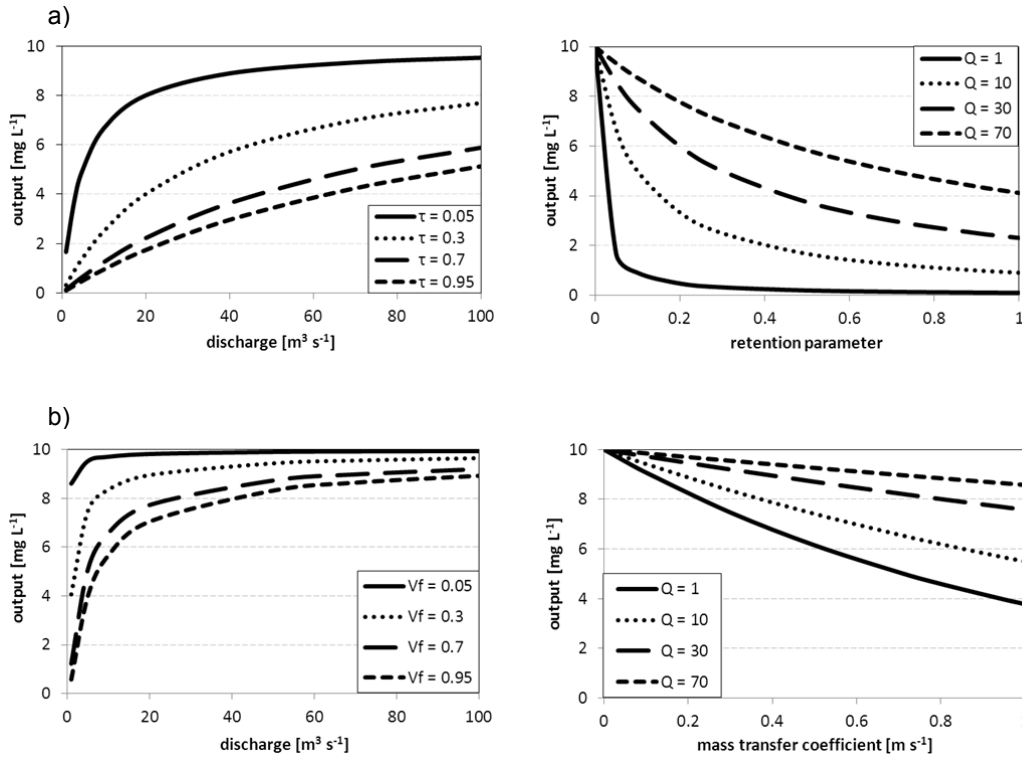 a)
10
8
6
4
2
0
output [mg L⁻¹]
0 20 40 60 80 100
discharge [m³ s⁻¹]
τ = 0.05
τ = 0.3
τ = 0.7
τ = 0.95
10
8
6
4
2
0
output [mg L⁻¹]
0 0.2 0.4 0.6 0.8 1
retention parameter
Q = 1
Q = 10
Q = 30
Q = 70
b)
10
8
6
4
2
0
output [mg L⁻¹]
0 20 40 60 80 100
discharge [m³ s⁻¹]
Vf = 0.05
Vf = 0.3
Vf = 0.7
Vf = 0.95
10
8
6
4
2
0
output [mg L⁻¹]
0 0.2 0.4 0.6 0.8
mass transfer coefficient [m s⁻¹]
Q = 1
Q = 10
Q = 30
Q = 70